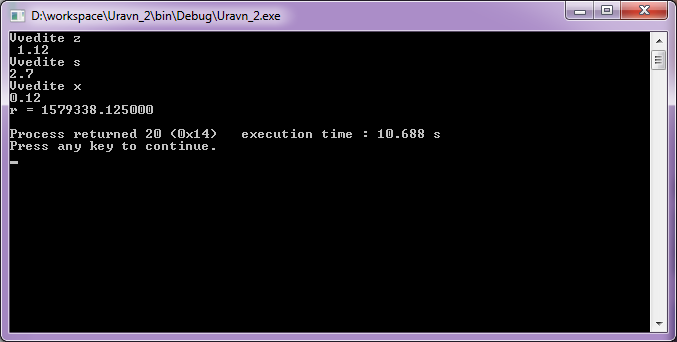 D:\workspace\Uravn_2\bin\Debug\Uravn_2.exe
Vvedite z
1.12
Vvedite s
2.7
Vvedite x
0.12
r = 1579338.125000
Process returned 20 (0x14)   execution time : 10.688 s
Press any key to continue.